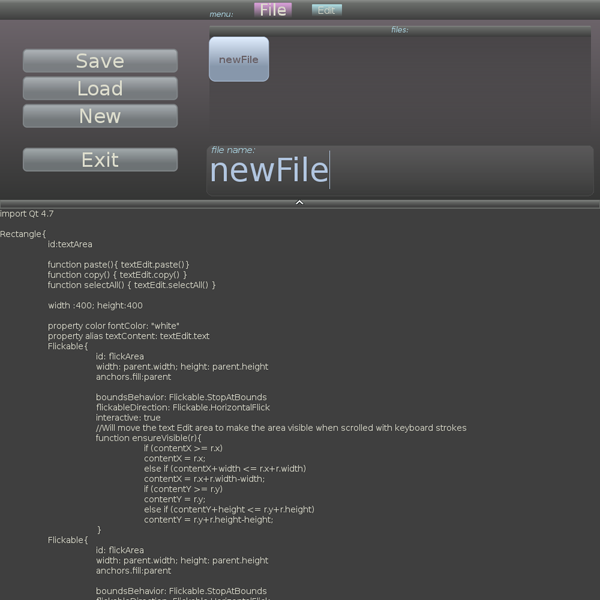 menu:
File
Edit
files:
Save
Load
New
Exit
newFile
file name:
newFile
import Qt 4.7
Rectangle{
id:textArea
function paste(){ textEdit.paste()}
function copy() { textEdit.copy() }
function selectAll() { textEdit.selectAll() }
width :400; height:400
property color fontColor: "white"
property alias textContent: textEdit.text
Flickable{
id: flickArea
width: parent.width; height: parent.height
anchors.fill:parent
boundsBehavior: Flickable.StopAtBounds
flickableDirection: Flickable.HorizontalFlick
interactive: true
//Will move the text Edit area to make the area visible when scrolled with keyboard strokes
function ensureVisible(r){
if (contentX >= r.x)
contentX = r.x;
else if (contentX+width <= r.x+r.width)
contentX = r.x+r.width-width;
if (contentY >= r.y)
contentY = r.y;
else if (contentY+height <= r.y+r.height)
contentY = r.y+r.height-height;
}
Flickable{
id: flickArea
width: parent.width; height: parent.height
anchors.fill:parent
boundsBehavior: Flickable.StopAtBounds
flickableDirection: Flickable.HorizontalFlick